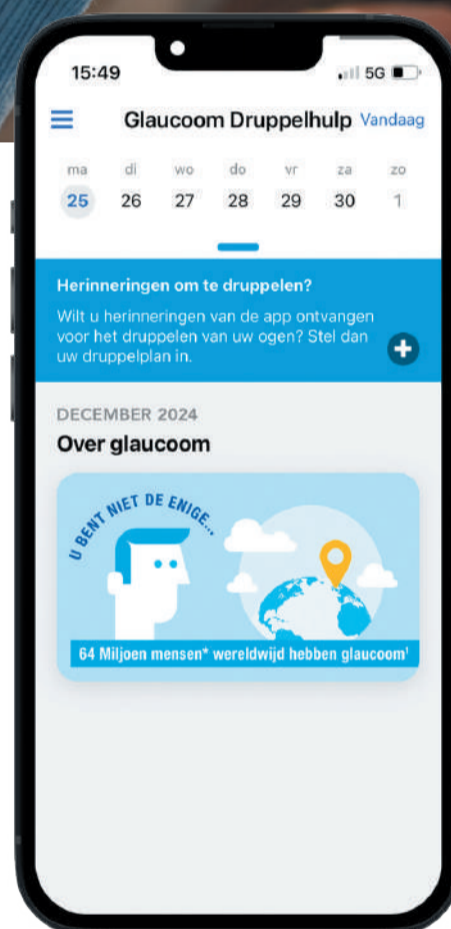 15:49 5G
Glaucoom Druppelhulp Vandaag
ma di wo do vr za zo
25 26 27 28 29 30 1
Herinneringen om te druppelen?
Wilt u herinneringen van de app ontvangen
voor het druppelen van uw ogen? Stel dan
uw druppelplan in.
DECEMBER 2024
Over glaucoom
U BENT NIET DE ENIGE...
64 Miljoen mensen* wereldwijd hebben glaucoom¹